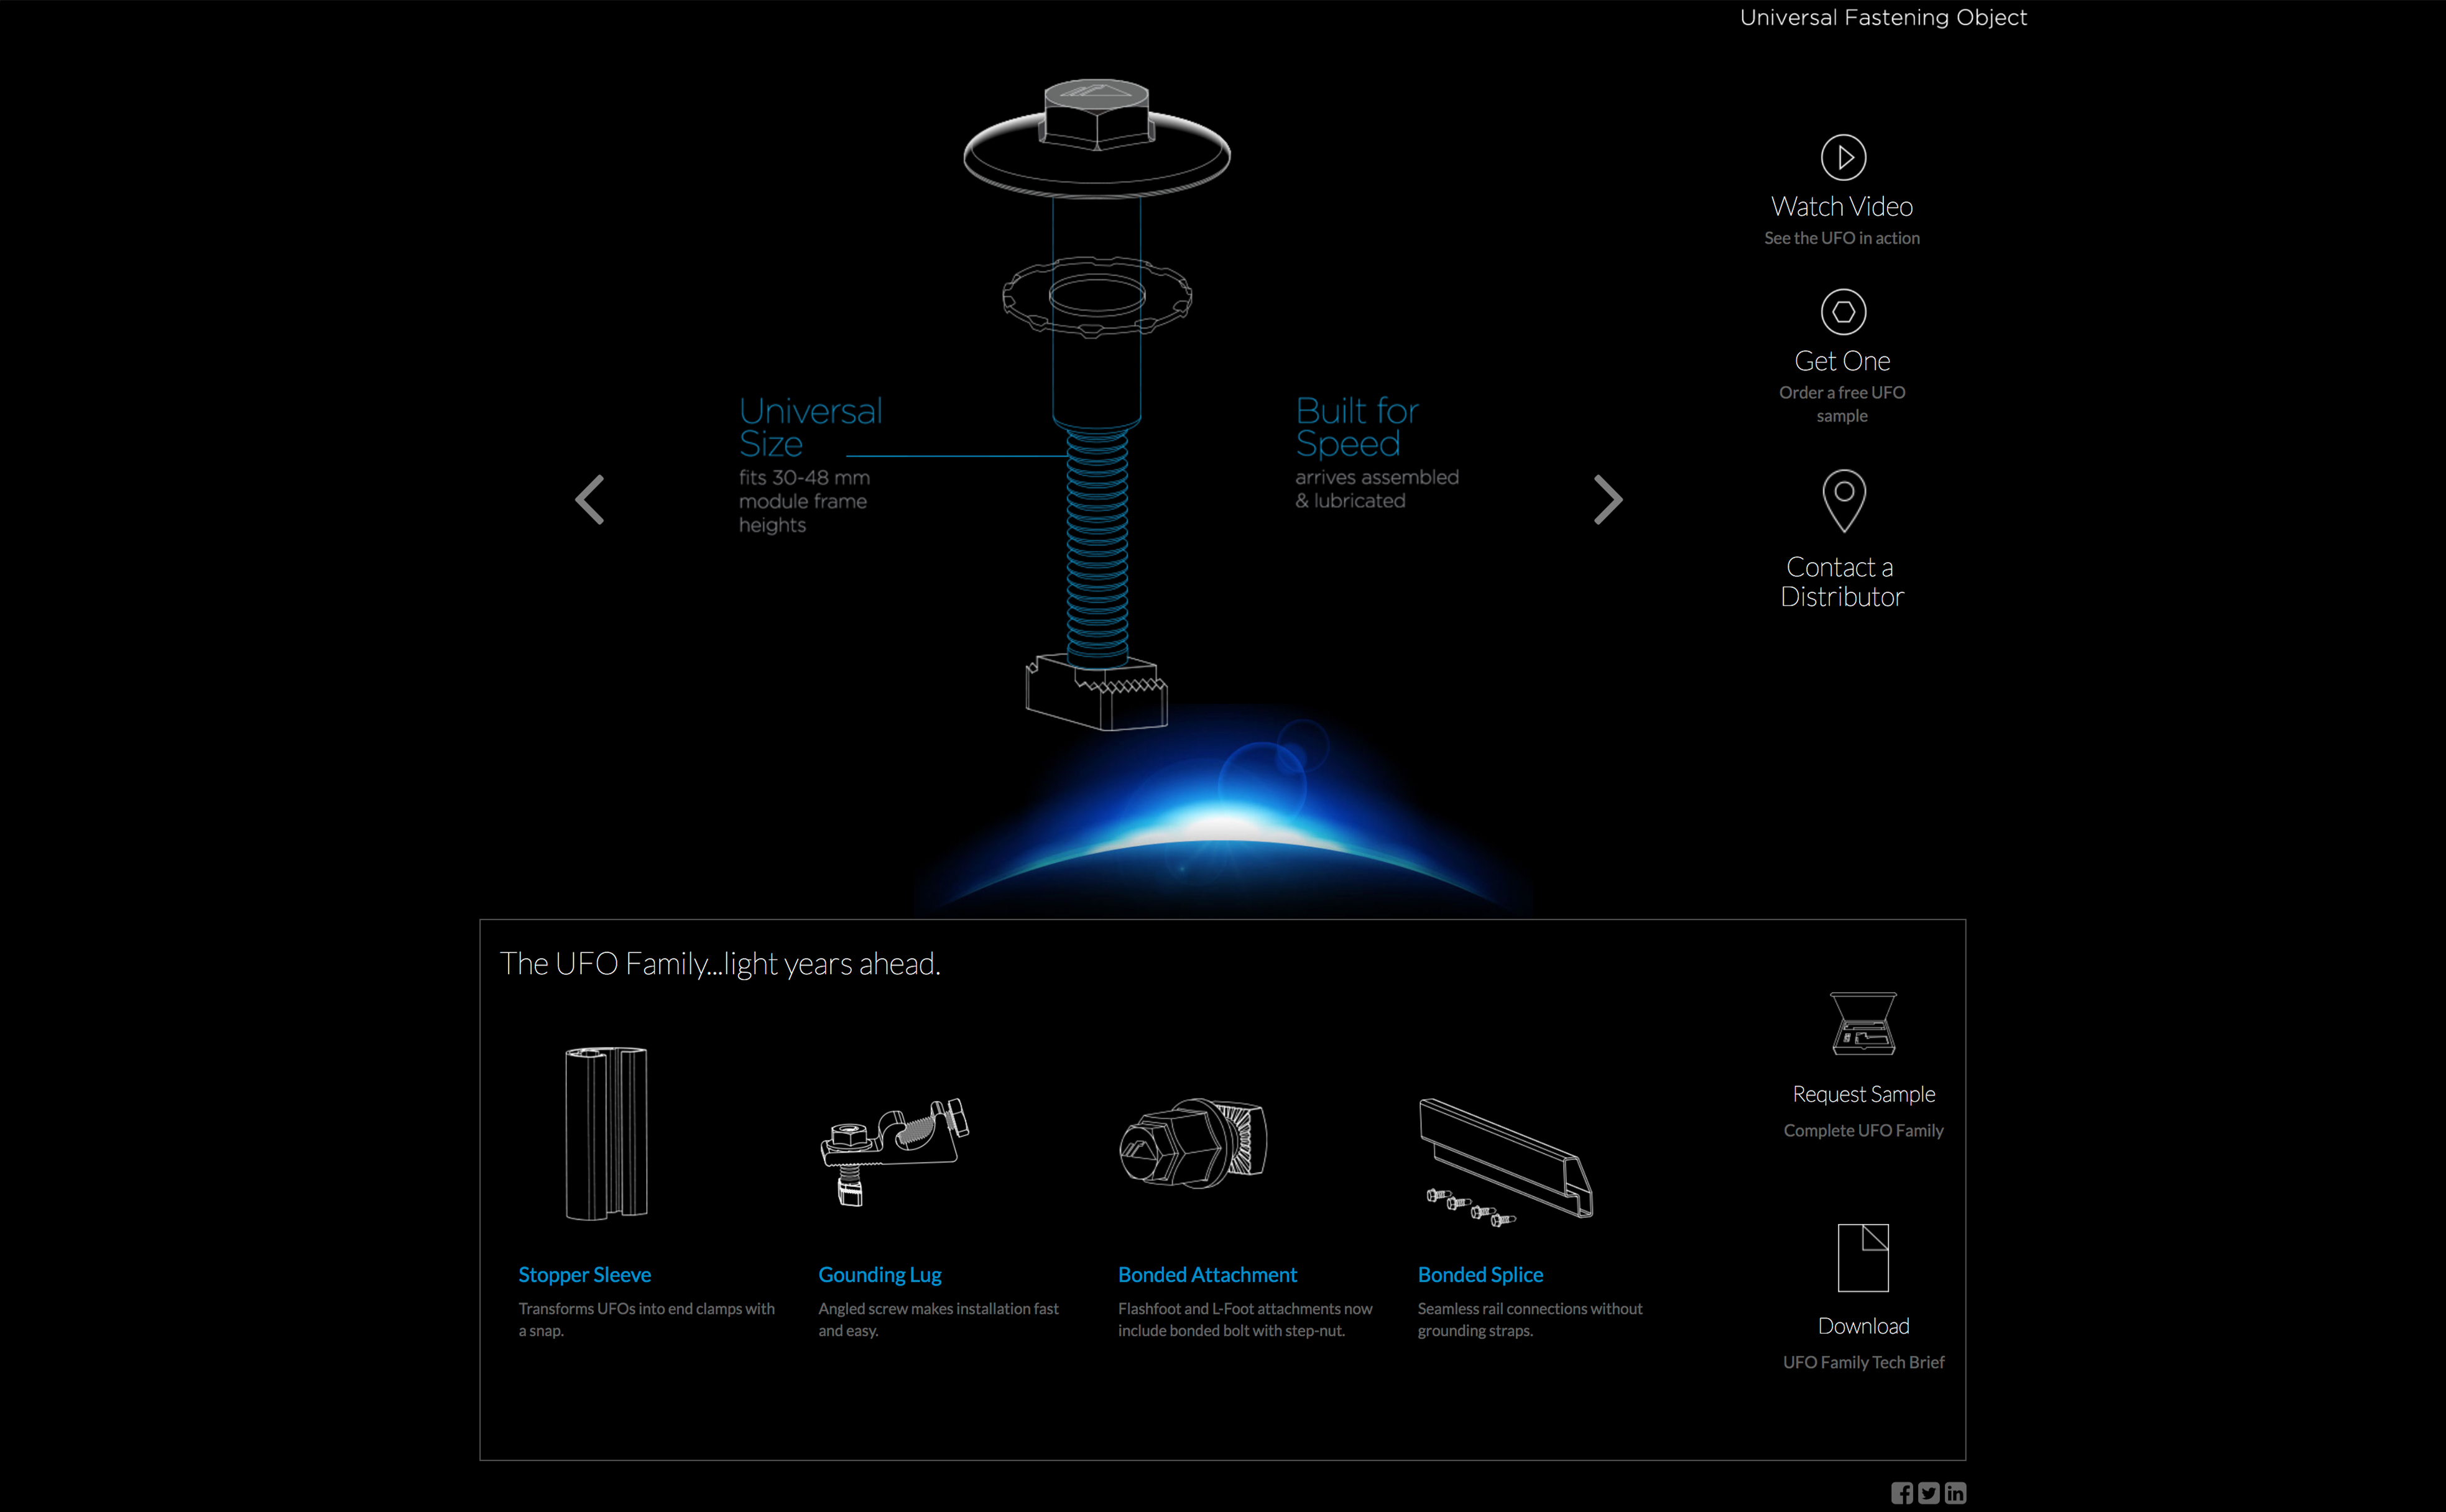 Universal Fastening Object
Watch Video
See the UFO in action
Get One
Order a free UFO
sample
Universal
Size
fits 30-48 mm
module frame
heights
Built for
Speed
arrives assembled
& lubricated
Contact a
Distributor
The UFO Family...light years ahead.
Stopper Sleeve
Transforms UFOs into end clamps with
a snap.
Gounding Lug
Angled screw makes installation fast
and easy.
Bonded Attachment
Flashfoot and L-Foot attachments now
include bonded bolt with step-nut.
Bonded Splice
Seamless rail connections without
grounding straps.
Request Sample
Complete UFO Family
Download
UFO Family Tech Brief